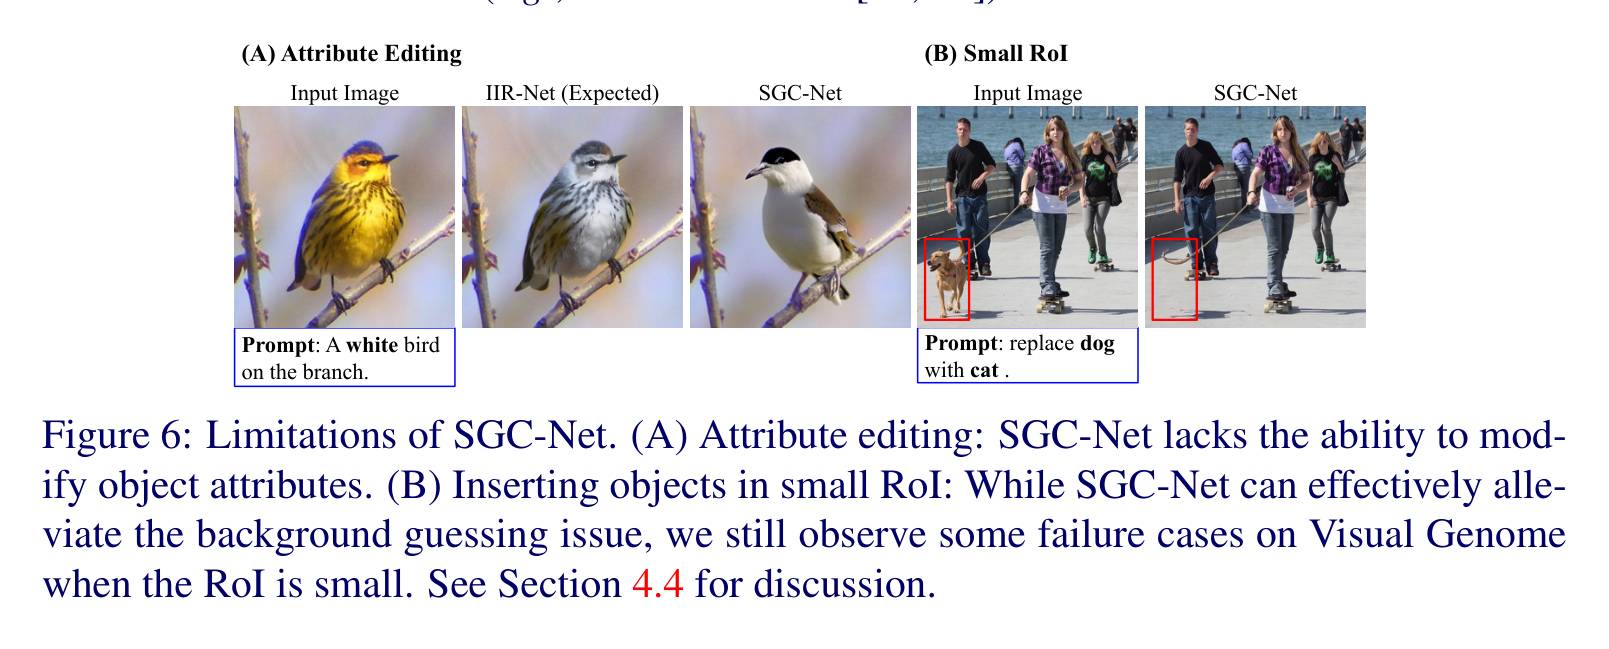 (A) Attribute Editing
(B) Small RoI
Input Image
IIR-Net (Expected)
SGC-Net
Input Image
SGC-Net
Prompt: A white bird
on the branch.
Prompt: replace dog
with cat .
Figure 6: Limitations of SGC-Net. (A) Attribute editing: SGC-Net lacks the ability to mod-
ify object attributes. (B) Inserting objects in small RoI: While SGC-Net can effectively alle-
viate the background guessing issue, we still observe some failure cases on Visual Genome
when the RoI is small. See Section 4.4 for discussion.